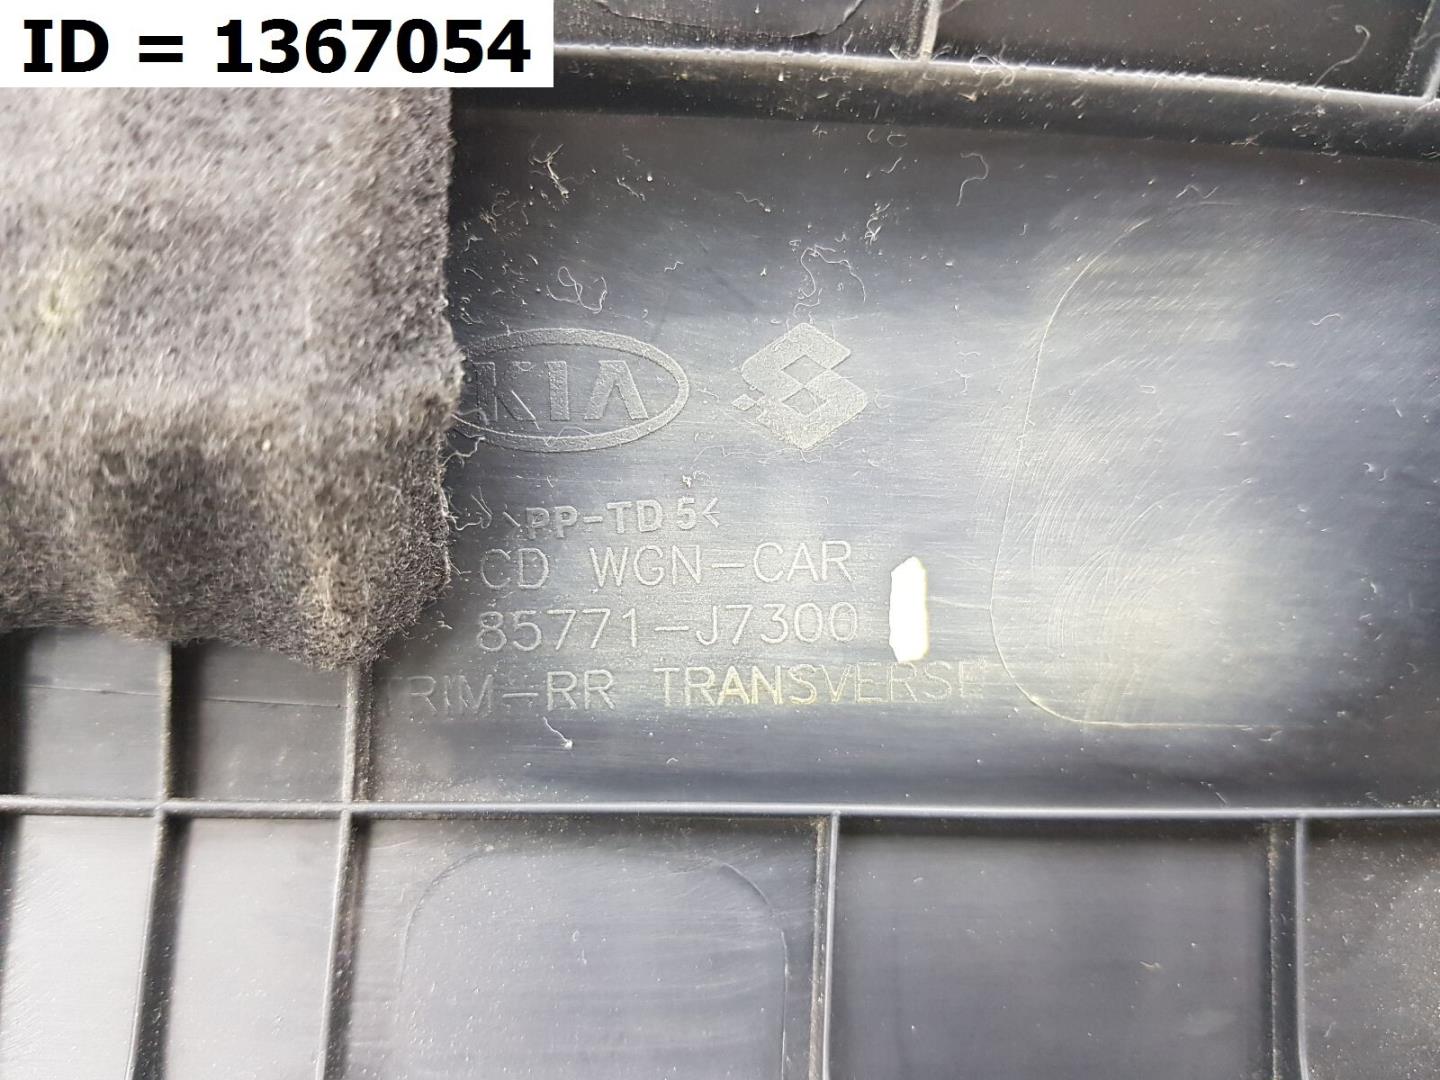 ID = 1367054
KIA
>PP-TD5<
CD WGN-CAR
85771-J7300
TRIM-RR TRANSVERSE